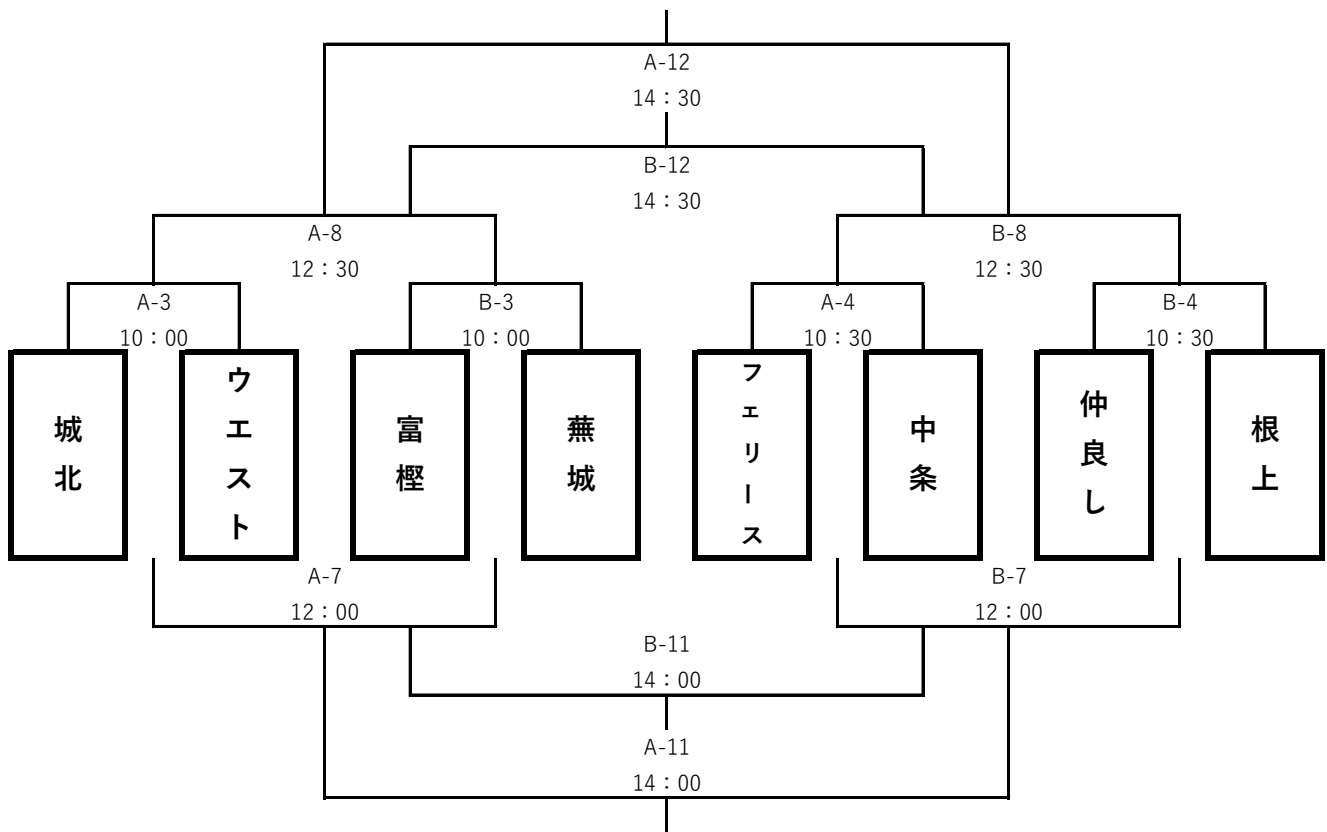 A-12
14：30
B-12
14：30
A-8
12：30
B-8
12：30
A-3
10：00
B-3
10：00
A-4
10：30
B-4
10：30
城北
ウエスト
富樫
蕪城
フェリース
中条
仲良し
根上
A-7
12：00
B-7
12：00
B-11
14：00
A-11
14：00